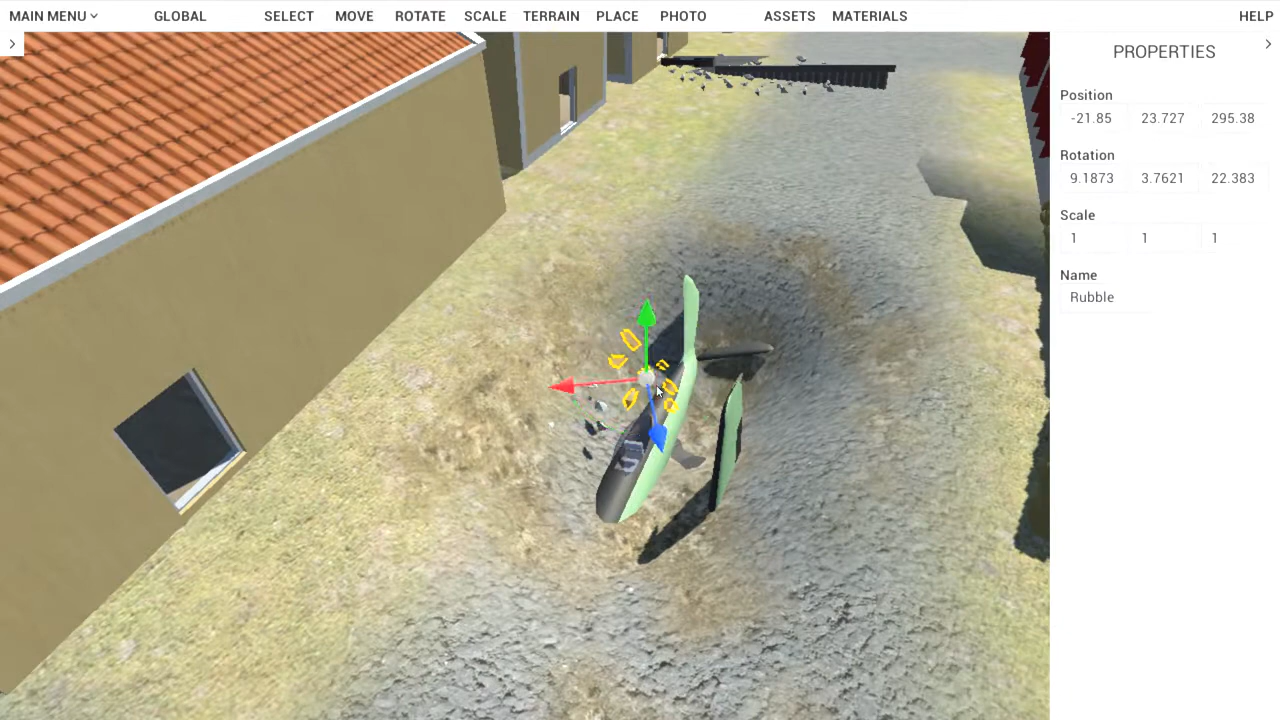 MAIN MENU GLOBAL SELECT MOVE ROTATE SCALE TERRAIN PLACE PHOTO ASSETS MATERIALS HELP
PROPERTIES
Position
-21.85 23.727 295.38
Rotation
9.1873 3.7621 22.383
Scale
1 1 1
Name
Rubble